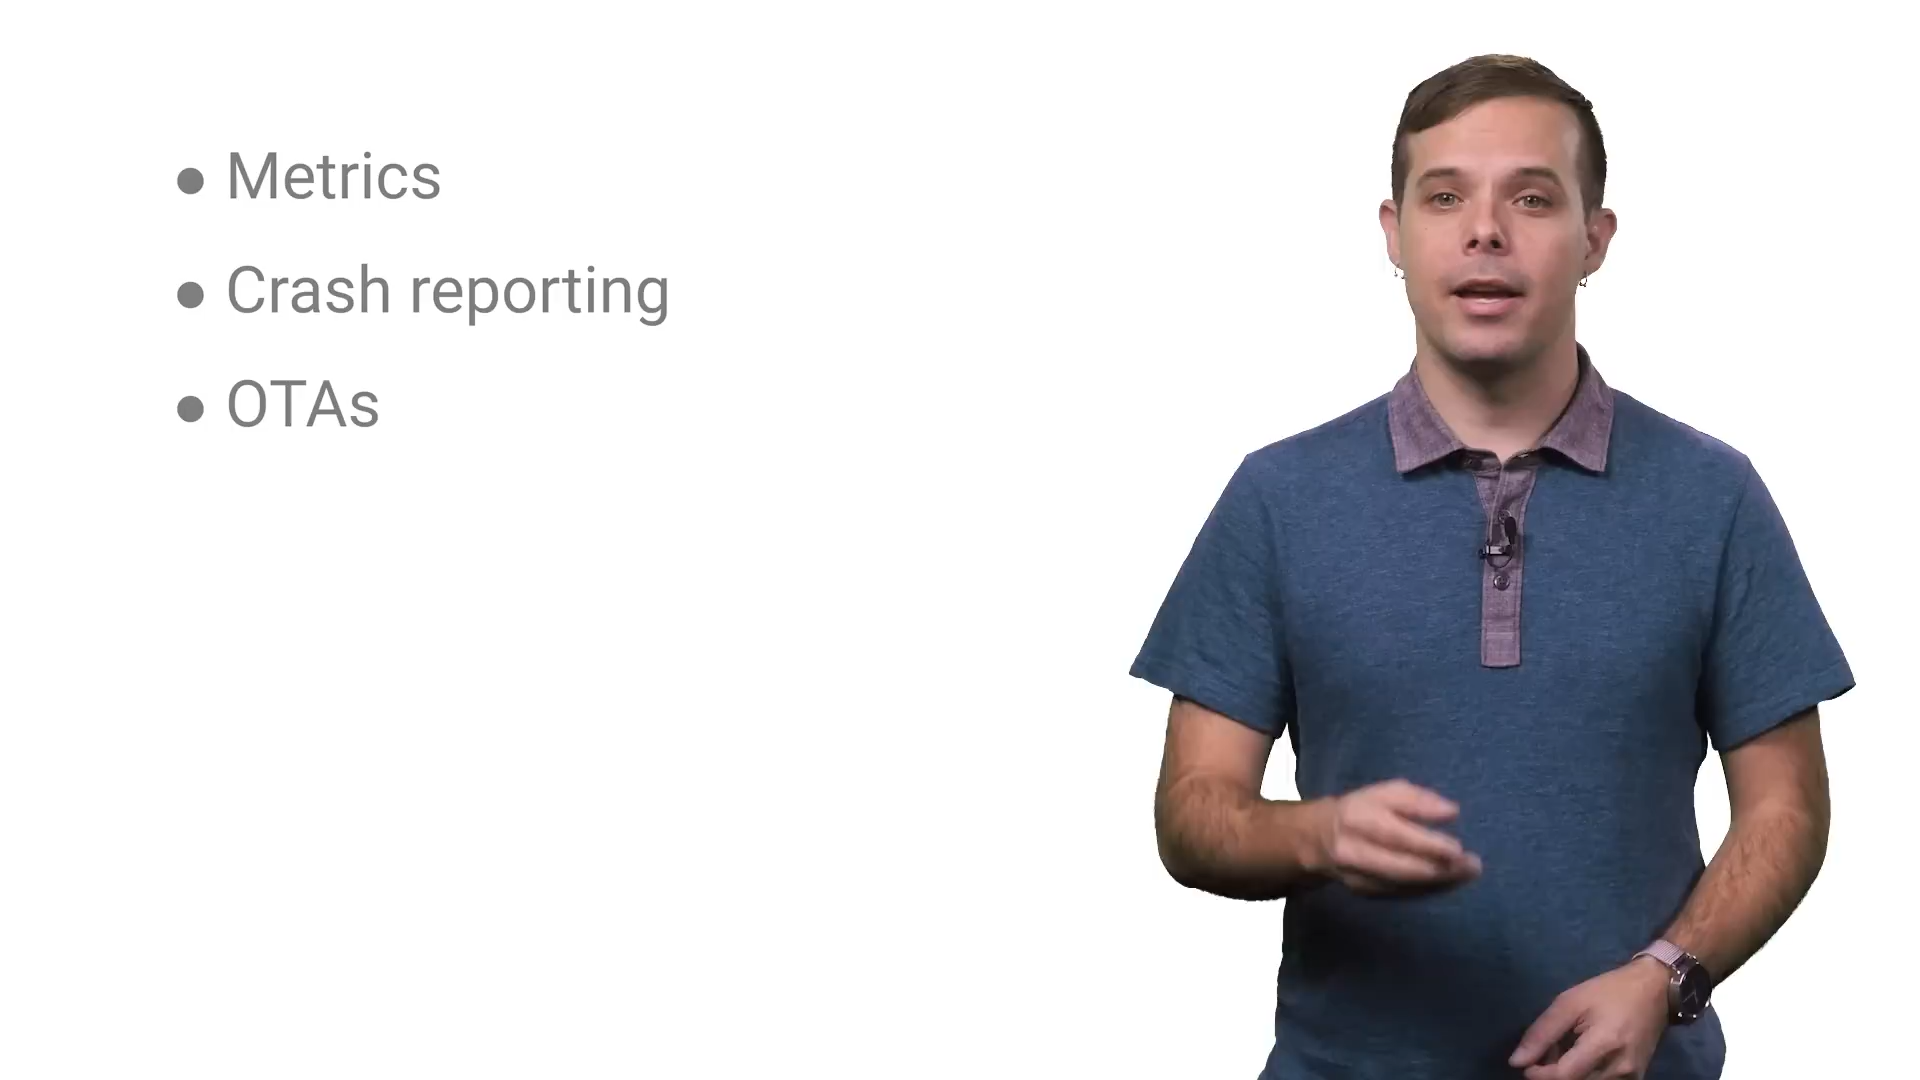 • Metrics
• Crash reporting
• OTAs